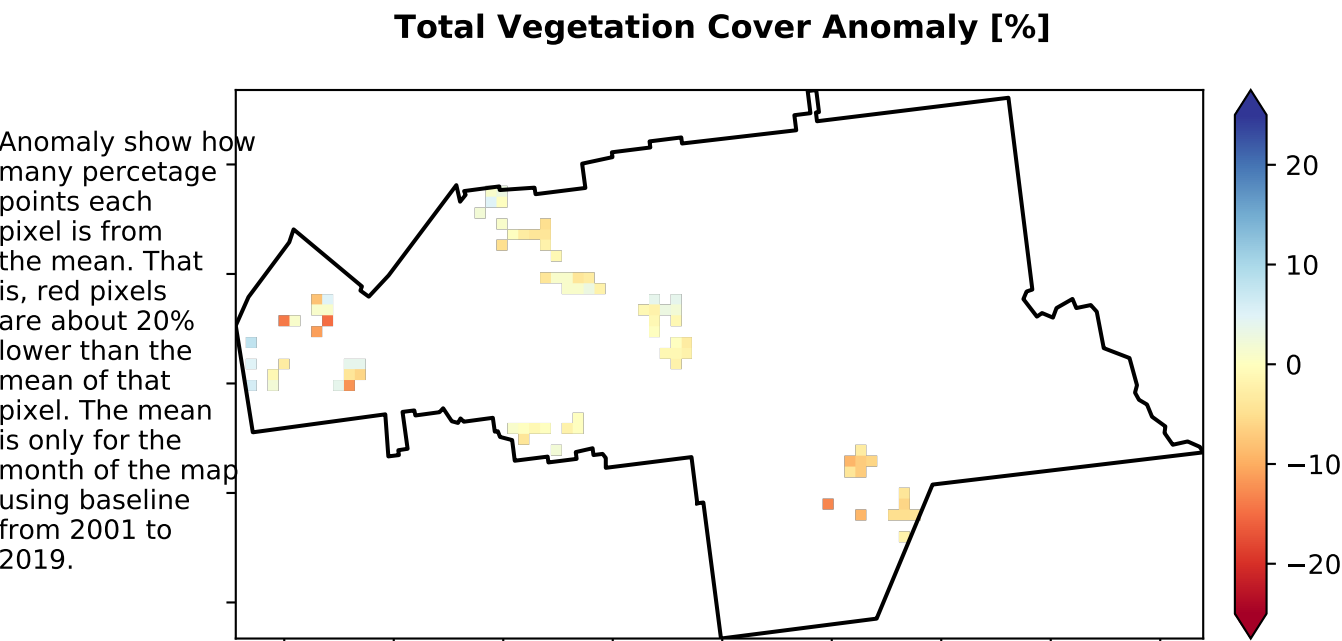 Total Vegetation Cover Anomaly [%]
Anomaly show how
many percetage
points each
pixel is from
the mean. That
is, red pixels
are about 20%
lower than the
mean of that
pixel. The mean
is only for the
month of the map
using baseline
from 2001 to
2019.
20
10
0
−10
−20